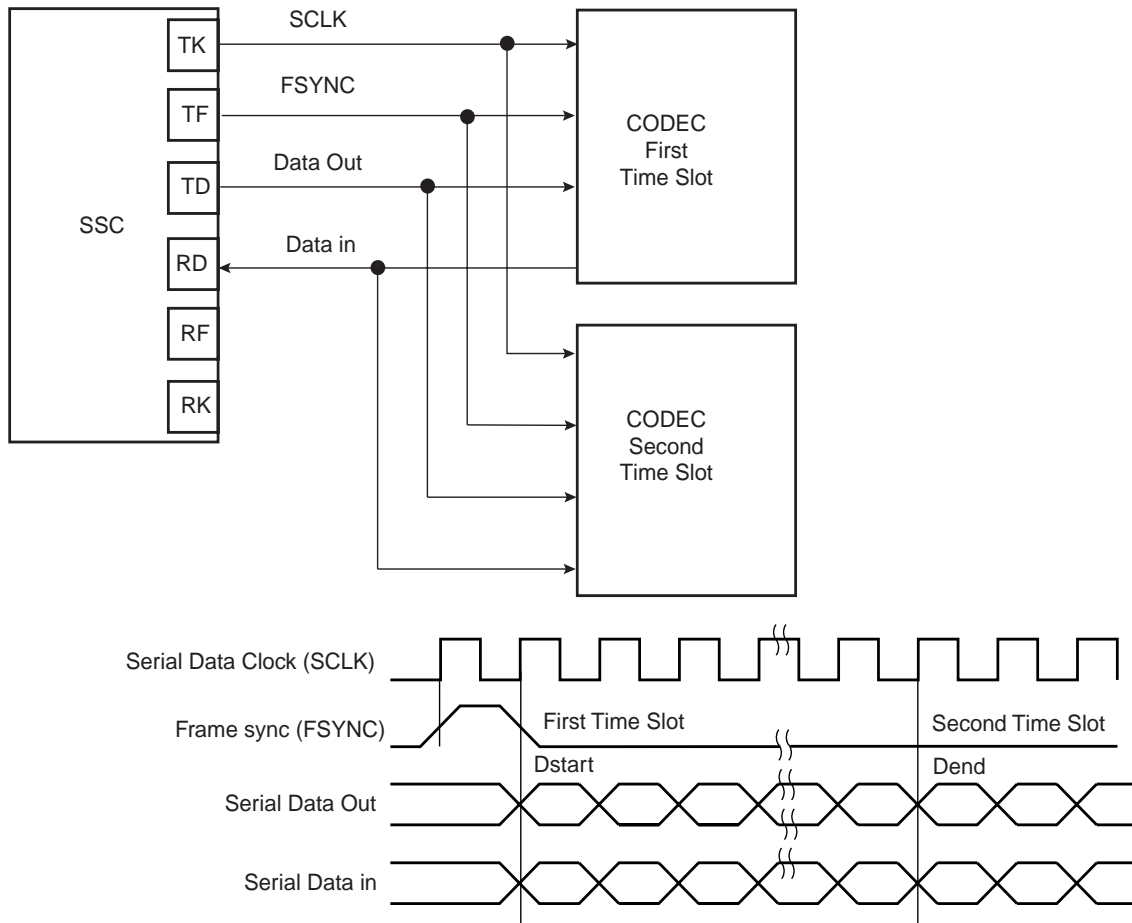 SCLK
TK
FSYNC
TF
CODEC
First
Time Slot
Data Out
TD
SSC
Data in
RD
RF
RK
CODEC
Second
Time Slot
Serial Data Clock (SCLK)
Frame sync (FSYNC)
First Time Slot
Second Time Slot
Dstart
Dend
Serial Data Out
Serial Data in